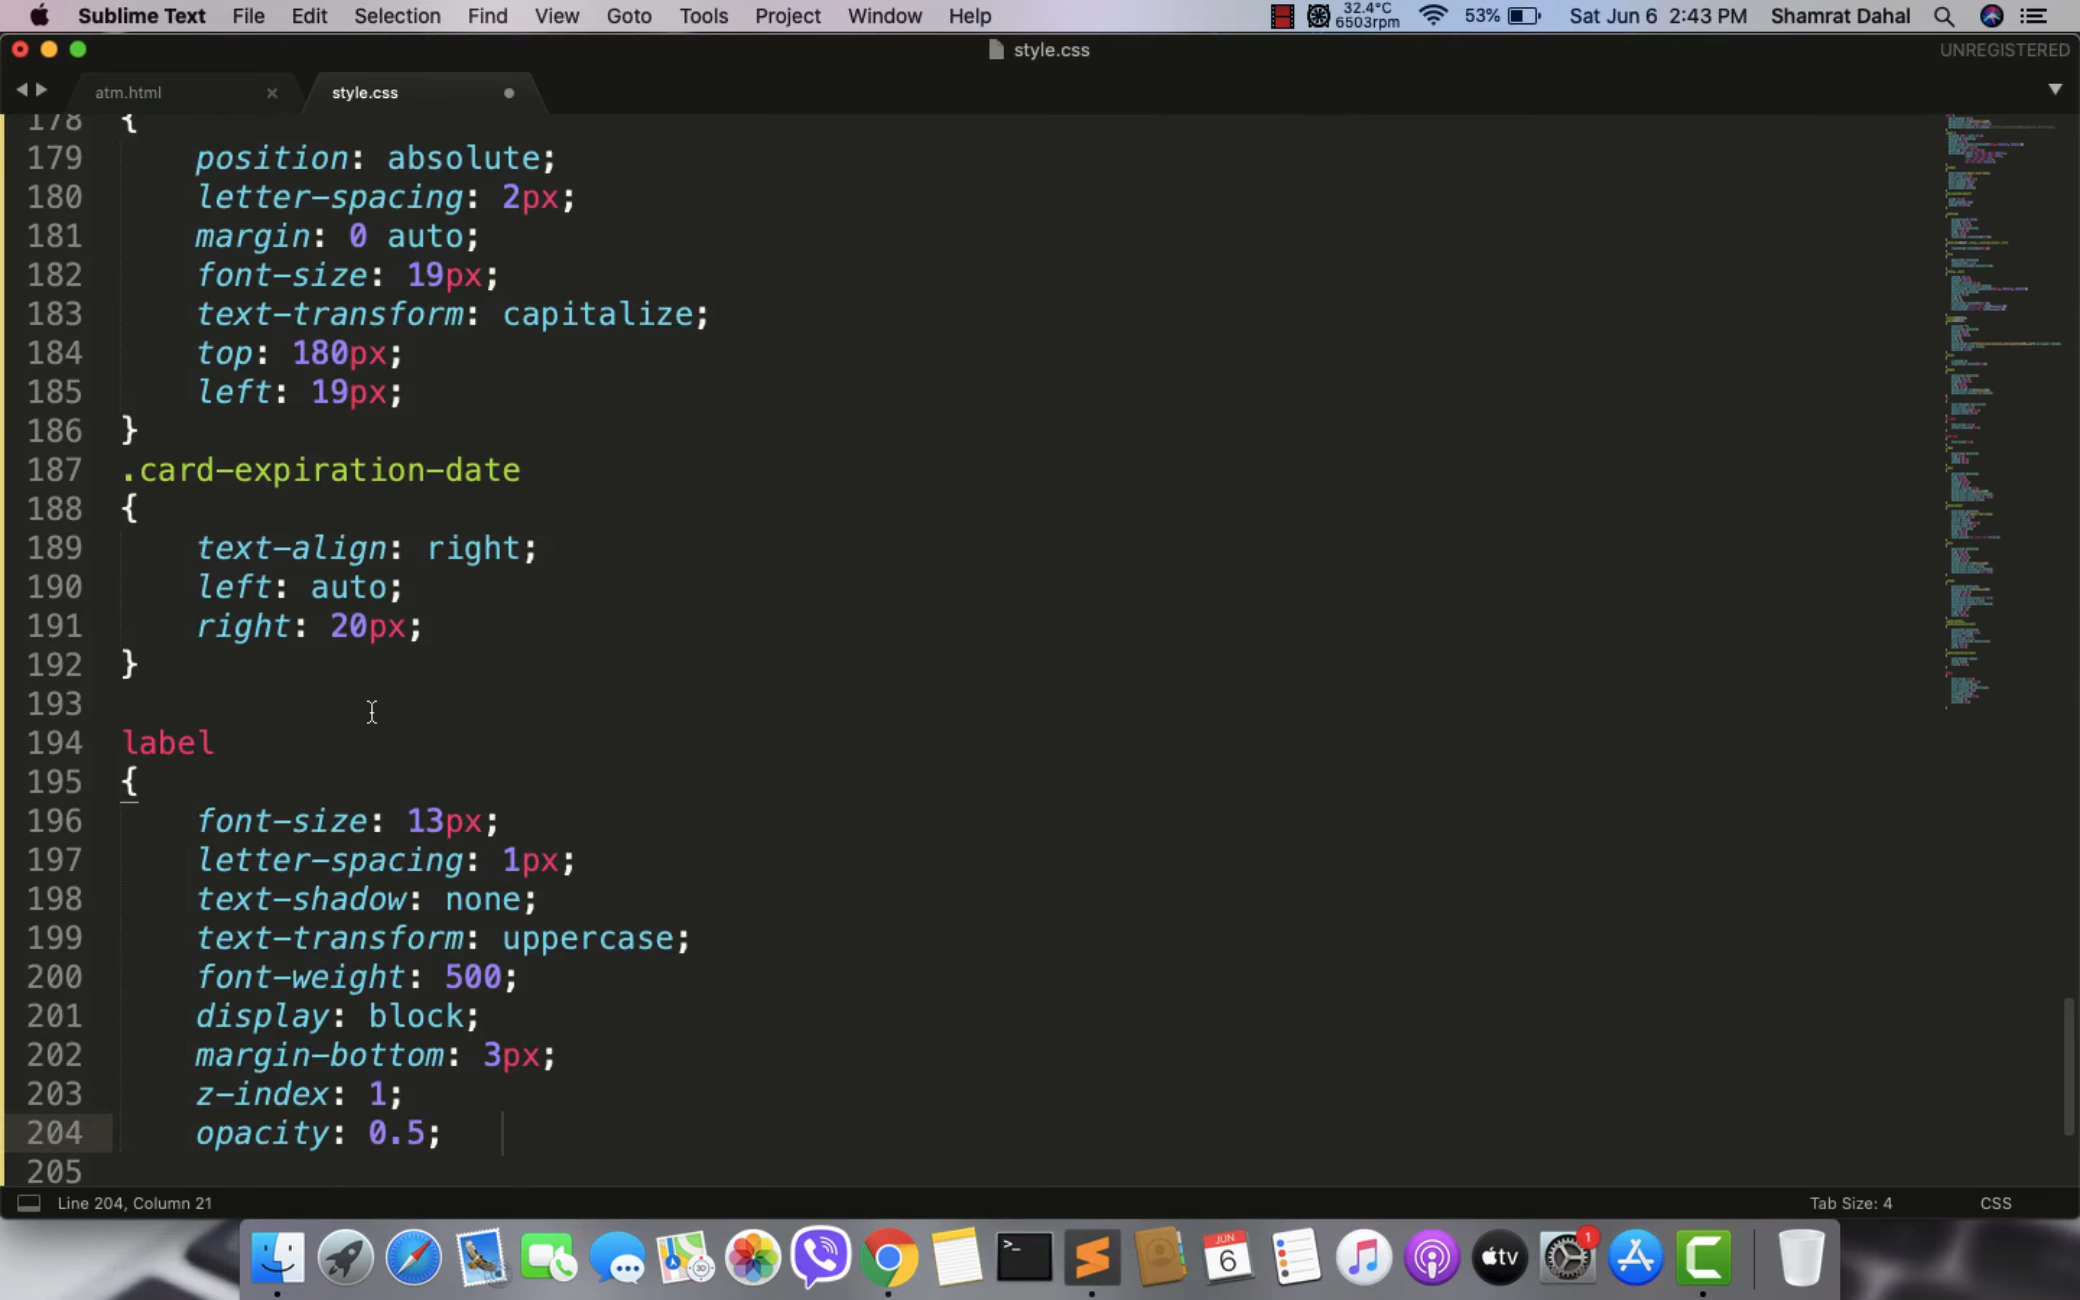 Sublime Text File Edit Selection Find View Goto Tools Project Window Help 32.4°C 6503rpm 53% Sat Jun 6 2:43 PM Shamrat Dahal
style.css UNREGISTERED
atm.html style.css
178 {
179 position: absolute;
180 letter-spacing: 2px;
181 margin: 0 auto;
182 font-size: 19px;
183 text-transform: capitalize;
184 top: 180px;
185 left: 19px;
186 }
187 .card-expiration-date
188 {
189 text-align: right;
190 left: auto;
191 right: 20px;
192 }
193
194 label
195 {
196 font-size: 13px;
197 letter-spacing: 1px;
198 text-shadow: none;
199 text-transform: uppercase;
200 font-weight: 500;
201 display: block;
202 margin-bottom: 3px;
203 z-index: 1;
204 opacity: 0.5;
205
Line 204, Column 21 Tab Size: 4 CSS
3D >_ JUN 6 tv 1